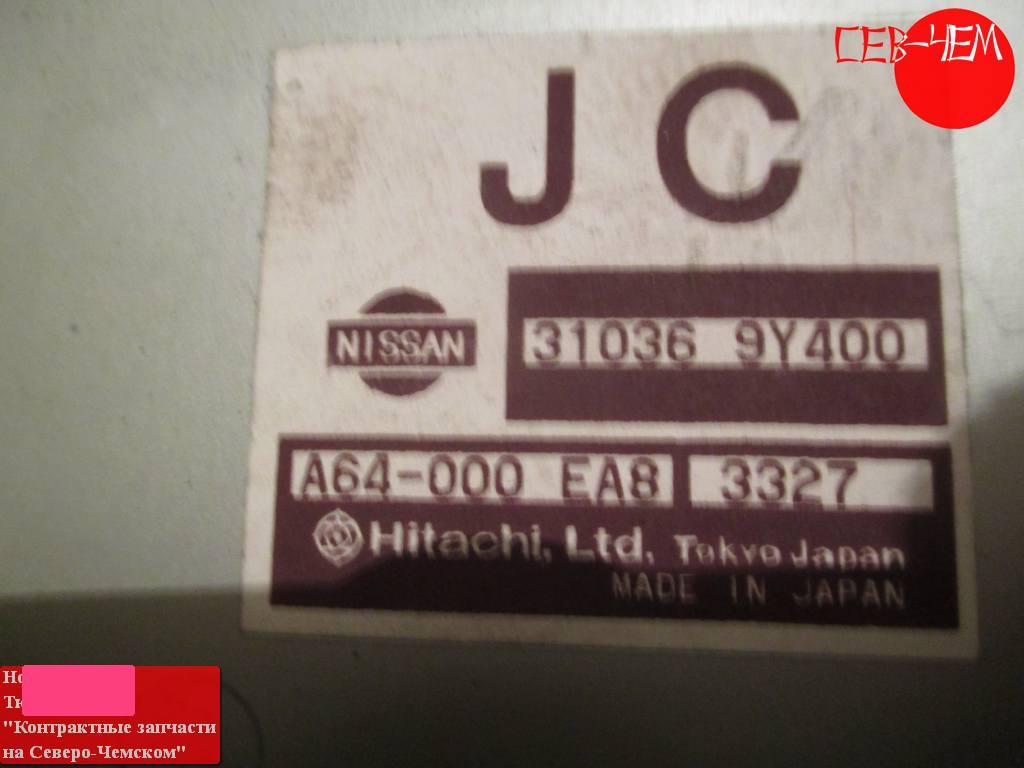 СЕВ-ЧЕМ
J C
NISSAN
31036 9Y400
A64-000 EA8 3327
Hitachi, Ltd. Tokyo Japan
MADE IN JAPAN
"Контрактные запчасти
на Северо-Чемском"